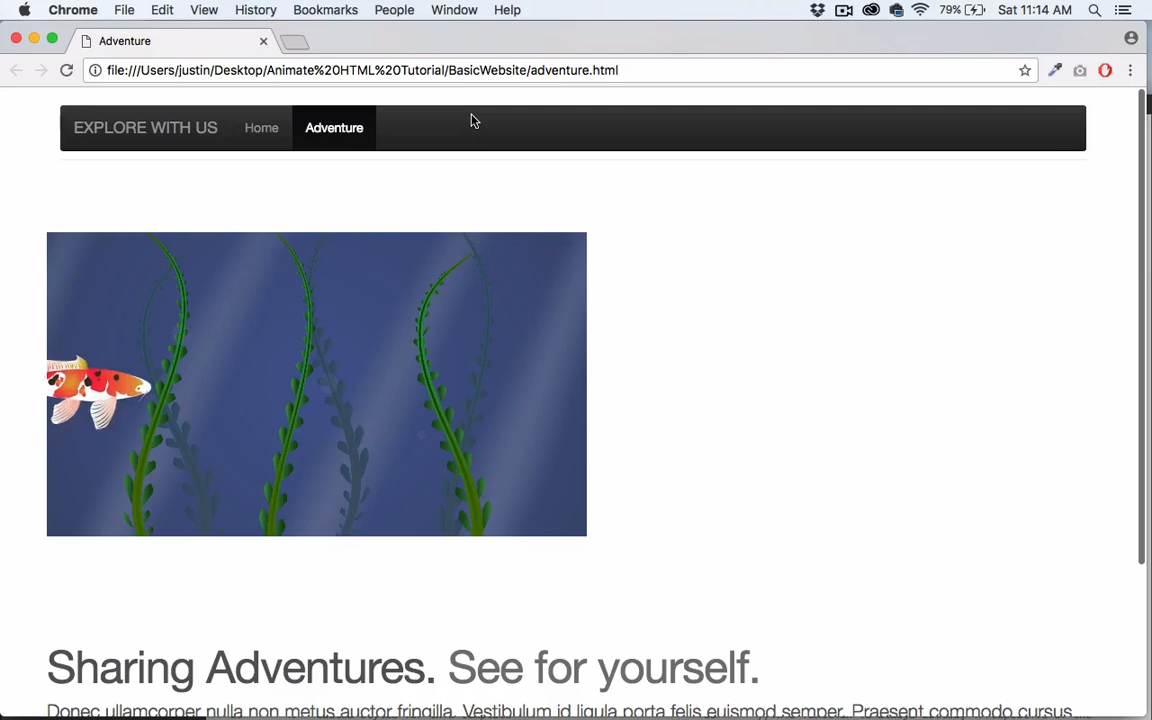 Chrome File Edit View History Bookmarks People Window Help 79% Sat 11:14 AM
Adventure
file:///Users/justin/Desktop/Animate%20HTML%20Tutorial/BasicWebsite/adventure.html
EXPLORE WITH US Home Adventure
Sharing Adventures. See for yourself.
Donec ullamcorper nulla non metus auctor fringilla. Vestibulum id ligula porta felis euismod semper. Praesent commodo cursus